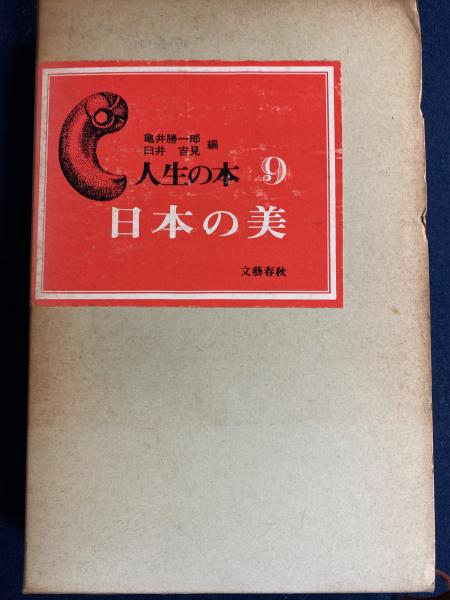 亀井勝一郎
臼井 吉見 編
人生の本 9
日本の美
文藝春秋